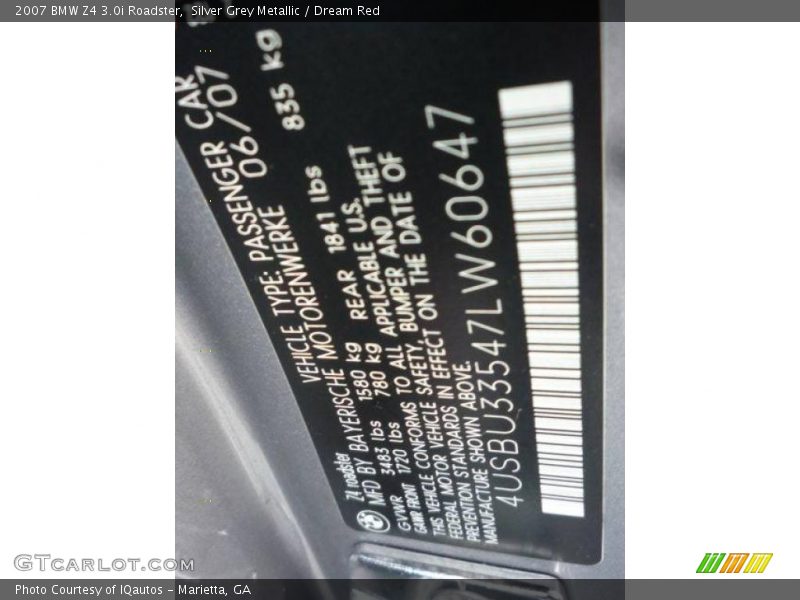 2007 BMW Z4 3.0i Roadster, Silver Grey Metallic / Dream Red
Z4 roadster VEHICLE TYPE: PASSENGER CAR
MFD BY BAYERISCHE MOTORENWERKE 06/07
GVWR 3483 lbs 1580 kg REAR 1841 lbs 835 kg
GAWR FRONT 1720 lbs 780 kg APPLICABLE U.S.
THIS VEHICLE CONFORMS TO ALL BUMPER AND THEFT
FEDERAL MOTOR VEHICLE SAFETY, ON THE DATE OF
PREVENTION STANDARDS IN EFFECT
MANUFACTURE SHOWN ABOVE.
4USBU33547LW60647
GTCarLot.com
Photo Courtesy of IQautos - Marietta, GA